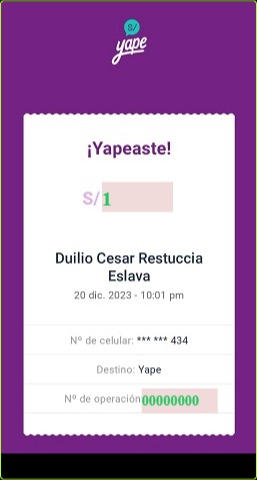 S/
yape
¡Yapeaste!
S/ 1
Duilio Cesar Restuccia
Eslava
20 dic. 2023 - 10:01 pm
Nº de celular: *** *** 434
Destino: Yape
Nº de operación 00000000